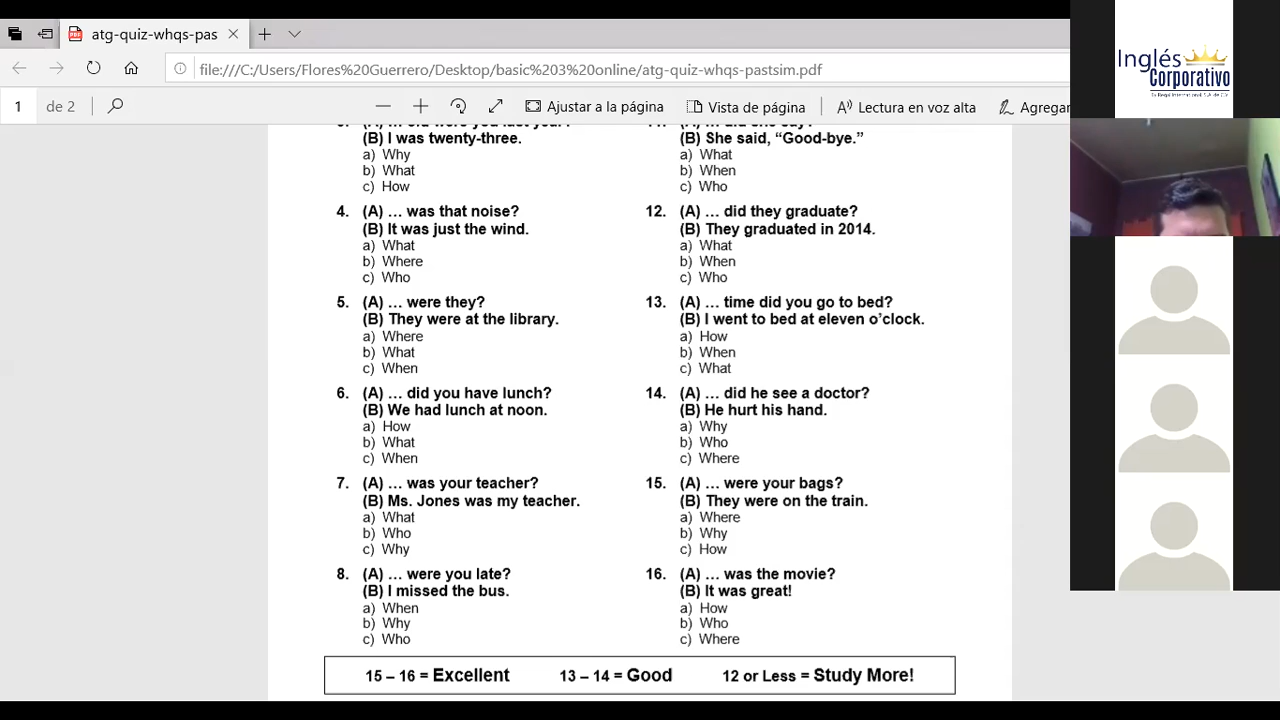 atg-quiz-whqs-pas
file:///C:/Users/Flores%20Guerrero/Desktop/basic%203%20online/atg-quiz-whqs-pastsim.pdf
1 de 2
Ajustar a la página
Vista de página
Lectura en voz alta
Agregar
(B) I was twenty-three.
a) Why
b) What
c) How
4. (A) … was that noise?
(B) It was just the wind.
a) What
b) Where
c) Who
5. (A) … were they?
(B) They were at the library.
a) Where
b) What
c) When
6. (A) … did you have lunch?
(B) We had lunch at noon.
a) How
b) What
c) When
7. (A) … was your teacher?
(B) Ms. Jones was my teacher.
a) What
b) Who
c) Why
8. (A) … were you late?
(B) I missed the bus.
a) When
b) Why
c) Who
(B) She said, “Good-bye.”
a) What
b) When
c) Who
12. (A) … did they graduate?
(B) They graduated in 2014.
a) What
b) When
c) Who
13. (A) … time did you go to bed?
(B) I went to bed at eleven o’clock.
a) How
b) When
c) What
14. (A) … did he see a doctor?
(B) He hurt his hand.
a) Why
b) Who
c) Where
15. (A) … were your bags?
(B) They were on the train.
a) Where
b) Why
c) How
16. (A) … was the movie?
(B) It was great!
a) How
b) Who
c) Where
15 – 16 = Excellent 13 – 14 = Good 12 or Less = Study More!
Inglés
Corporativo